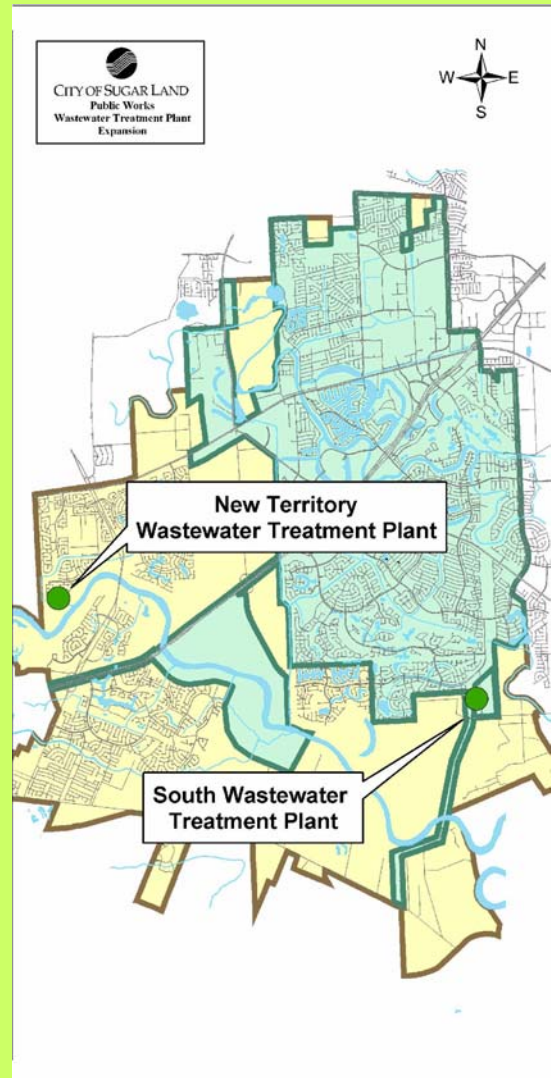 CITY OF SUGAR LAND
Public Works
Wastewater Treatment Plant
Expansion
N
W E
S
New Territory
Wastewater Treatment Plant
South Wastewater
Treatment Plant